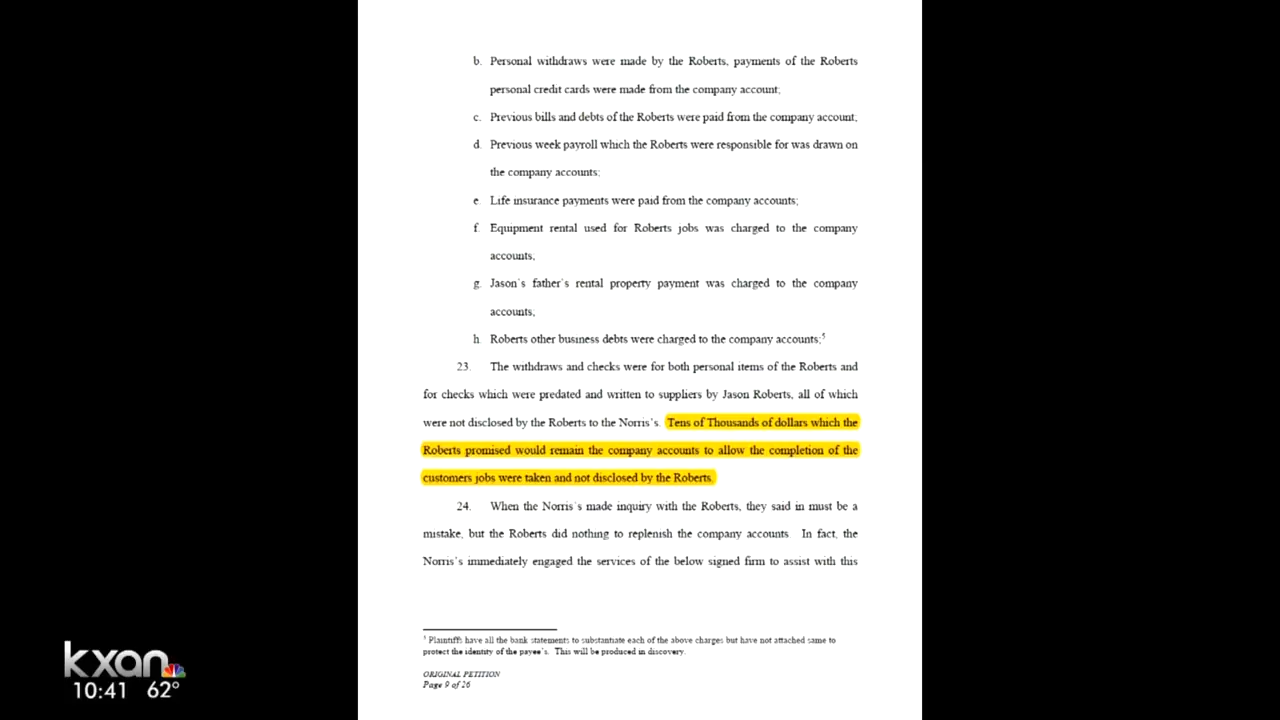 b. Personal withdraws were made by the Roberts, payments of the Roberts
personal credit cards were made from the company account;
c. Previous bills and debts of the Roberts were paid from the company account;
d. Previous week payroll which the Roberts were responsible for was drawn on
the company accounts;
e. Life insurance payments were paid from the company accounts;
f. Equipment rental used for Roberts jobs was charged to the company
accounts;
g. Jason's father's rental property payment was charged to the company
accounts;
h. Roberts other business debts were charged to the company accounts;5
23. The withdraws and checks were for both personal items of the Roberts and
for checks which were predated and written to suppliers by Jason Roberts, all of which
were not disclosed by the Roberts to the Norris's. Tens of Thousands of dollars which the
Roberts promised would remain the company accounts to allow the completion of the
customers jobs were taken and not disclosed by the Roberts.
24. When the Norris's made inquiry with the Roberts, they said in must be a
mistake, but the Roberts did nothing to replenish the company accounts. In fact, the
Norris's immediately engaged the services of the below signed firm to assist with this
5 Plaintiffs have all the bank statements to substantiate each of the above charges but have not attached same to
protect the identity of the payee's. This will be produced in discovery.
ORIGINAL PETITION
Page 9 of 26
kxan
10:41 62°